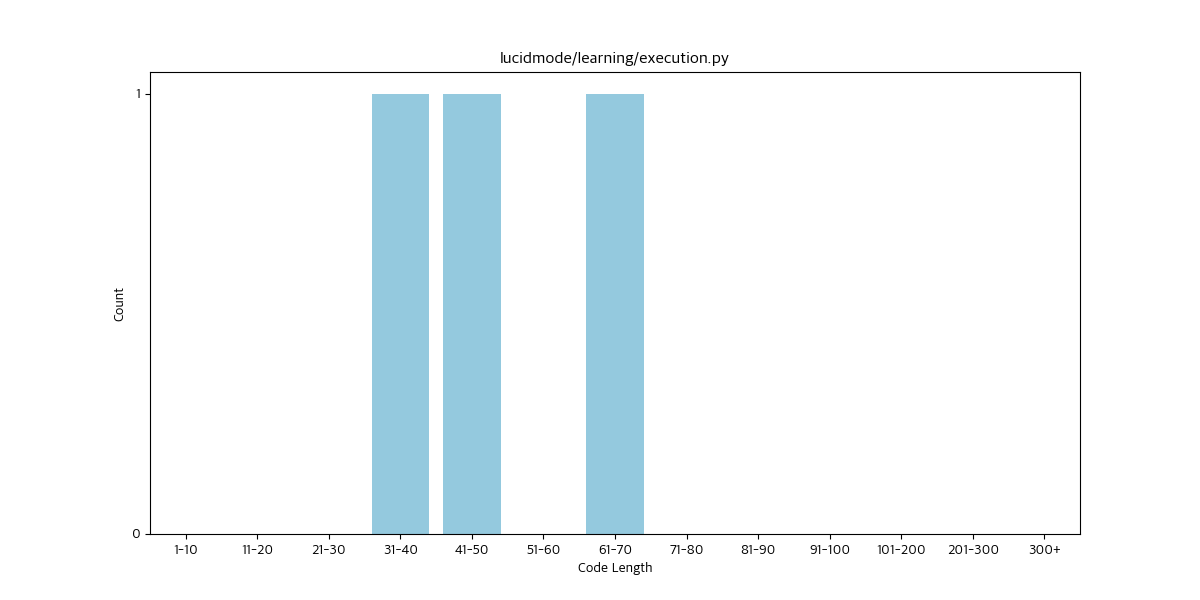 lucidmode/learning/execution.py
1
0
Count
1-10 11-20 21-30 31-40 41-50 51-60 61-70 71-80 81-90 91-100 101-200 201-300 300+
Code Length